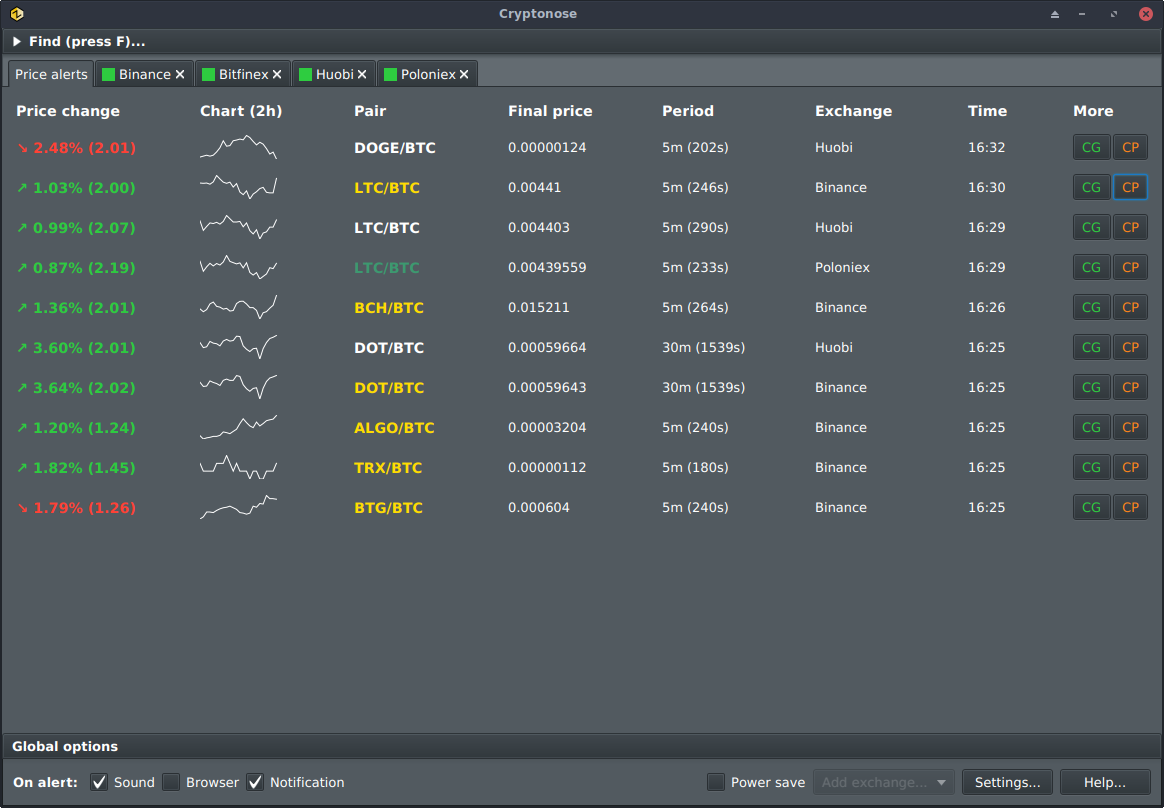 Cryptonose
Find (press F)...
Price alerts Binance Bitfinex Huobi Poloniex
Price change Chart (2h) Pair Final price Period Exchange Time More
↘ 2.48% (2.01) DOGE/BTC 0.00000124 5m (202s) Huobi 16:32 CG CP
↗ 1.03% (2.00) LTC/BTC 0.00441 5m (246s) Binance 16:30 CG CP
↗ 0.99% (2.07) LTC/BTC 0.004403 5m (290s) Huobi 16:29 CG CP
↗ 0.87% (2.19) LTC/BTC 0.00439559 5m (233s) Poloniex 16:29 CG CP
↗ 1.36% (2.01) BCH/BTC 0.015211 5m (264s) Binance 16:26 CG CP
↗ 3.60% (2.01) DOT/BTC 0.00059664 30m (1539s) Huobi 16:25 CG CP
↗ 3.64% (2.02) DOT/BTC 0.00059643 30m (1539s) Binance 16:25 CG CP
↗ 1.20% (1.24) ALGO/BTC 0.00003204 5m (240s) Binance 16:25 CG CP
↗ 1.82% (1.45) TRX/BTC 0.00000112 5m (180s) Binance 16:25 CG CP
↘ 1.79% (1.26) BTG/BTC 0.000604 5m (240s) Binance 16:25 CG CP
Global options
On alert: Sound Browser Notification Power save Add exchange... Settings... Help...